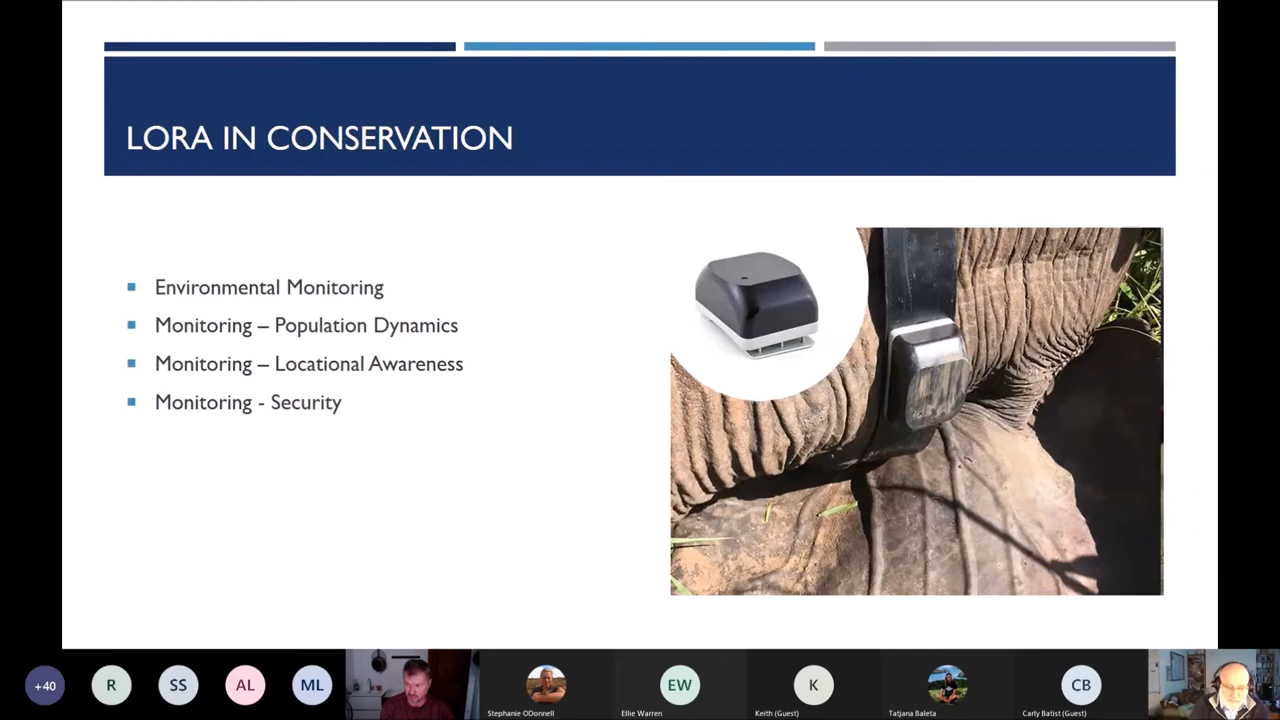 LORA IN CONSERVATION
Environmental Monitoring
Monitoring – Population Dynamics
Monitoring – Locational Awareness
Monitoring - Security
+40
R
SS
AL
ML
Stephanie ODonnell
EW
Ellie Warren
K
Keith (Guest)
Tatjana Baleta
CB
Carly Batist (Guest)